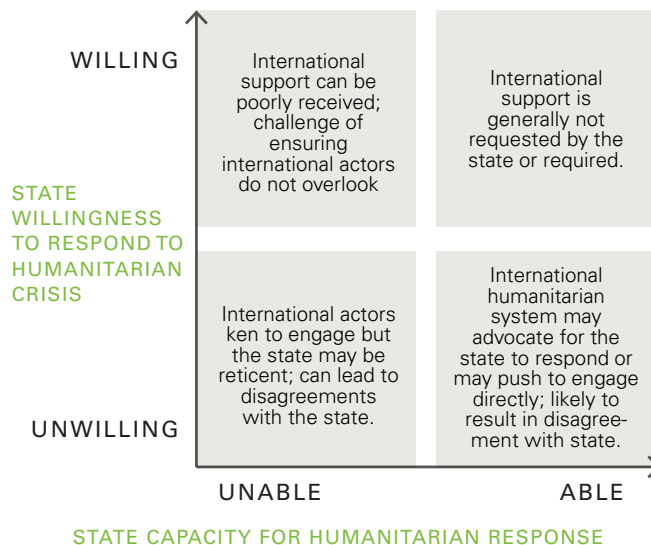 WILLING
International
support can be
poorly received;
challenge of
ensuring
international actors
do not overlook
International
support is
generally not
requested by the
state or required.
STATE
WILLINGNESS
TO RESPOND TO
HUMANITARIAN
CRISIS
International actors
ken to engage but
the state may be
reticent; can lead to
disagreements
with the state.
International
humanitarian
system may
advocate for the
state to respond or
may push to engage
directly; likely to
result in disagree-
ment with state.
UNWILLING
UNABLE
ABLE
STATE CAPACITY FOR HUMANITARIAN RESPONSE